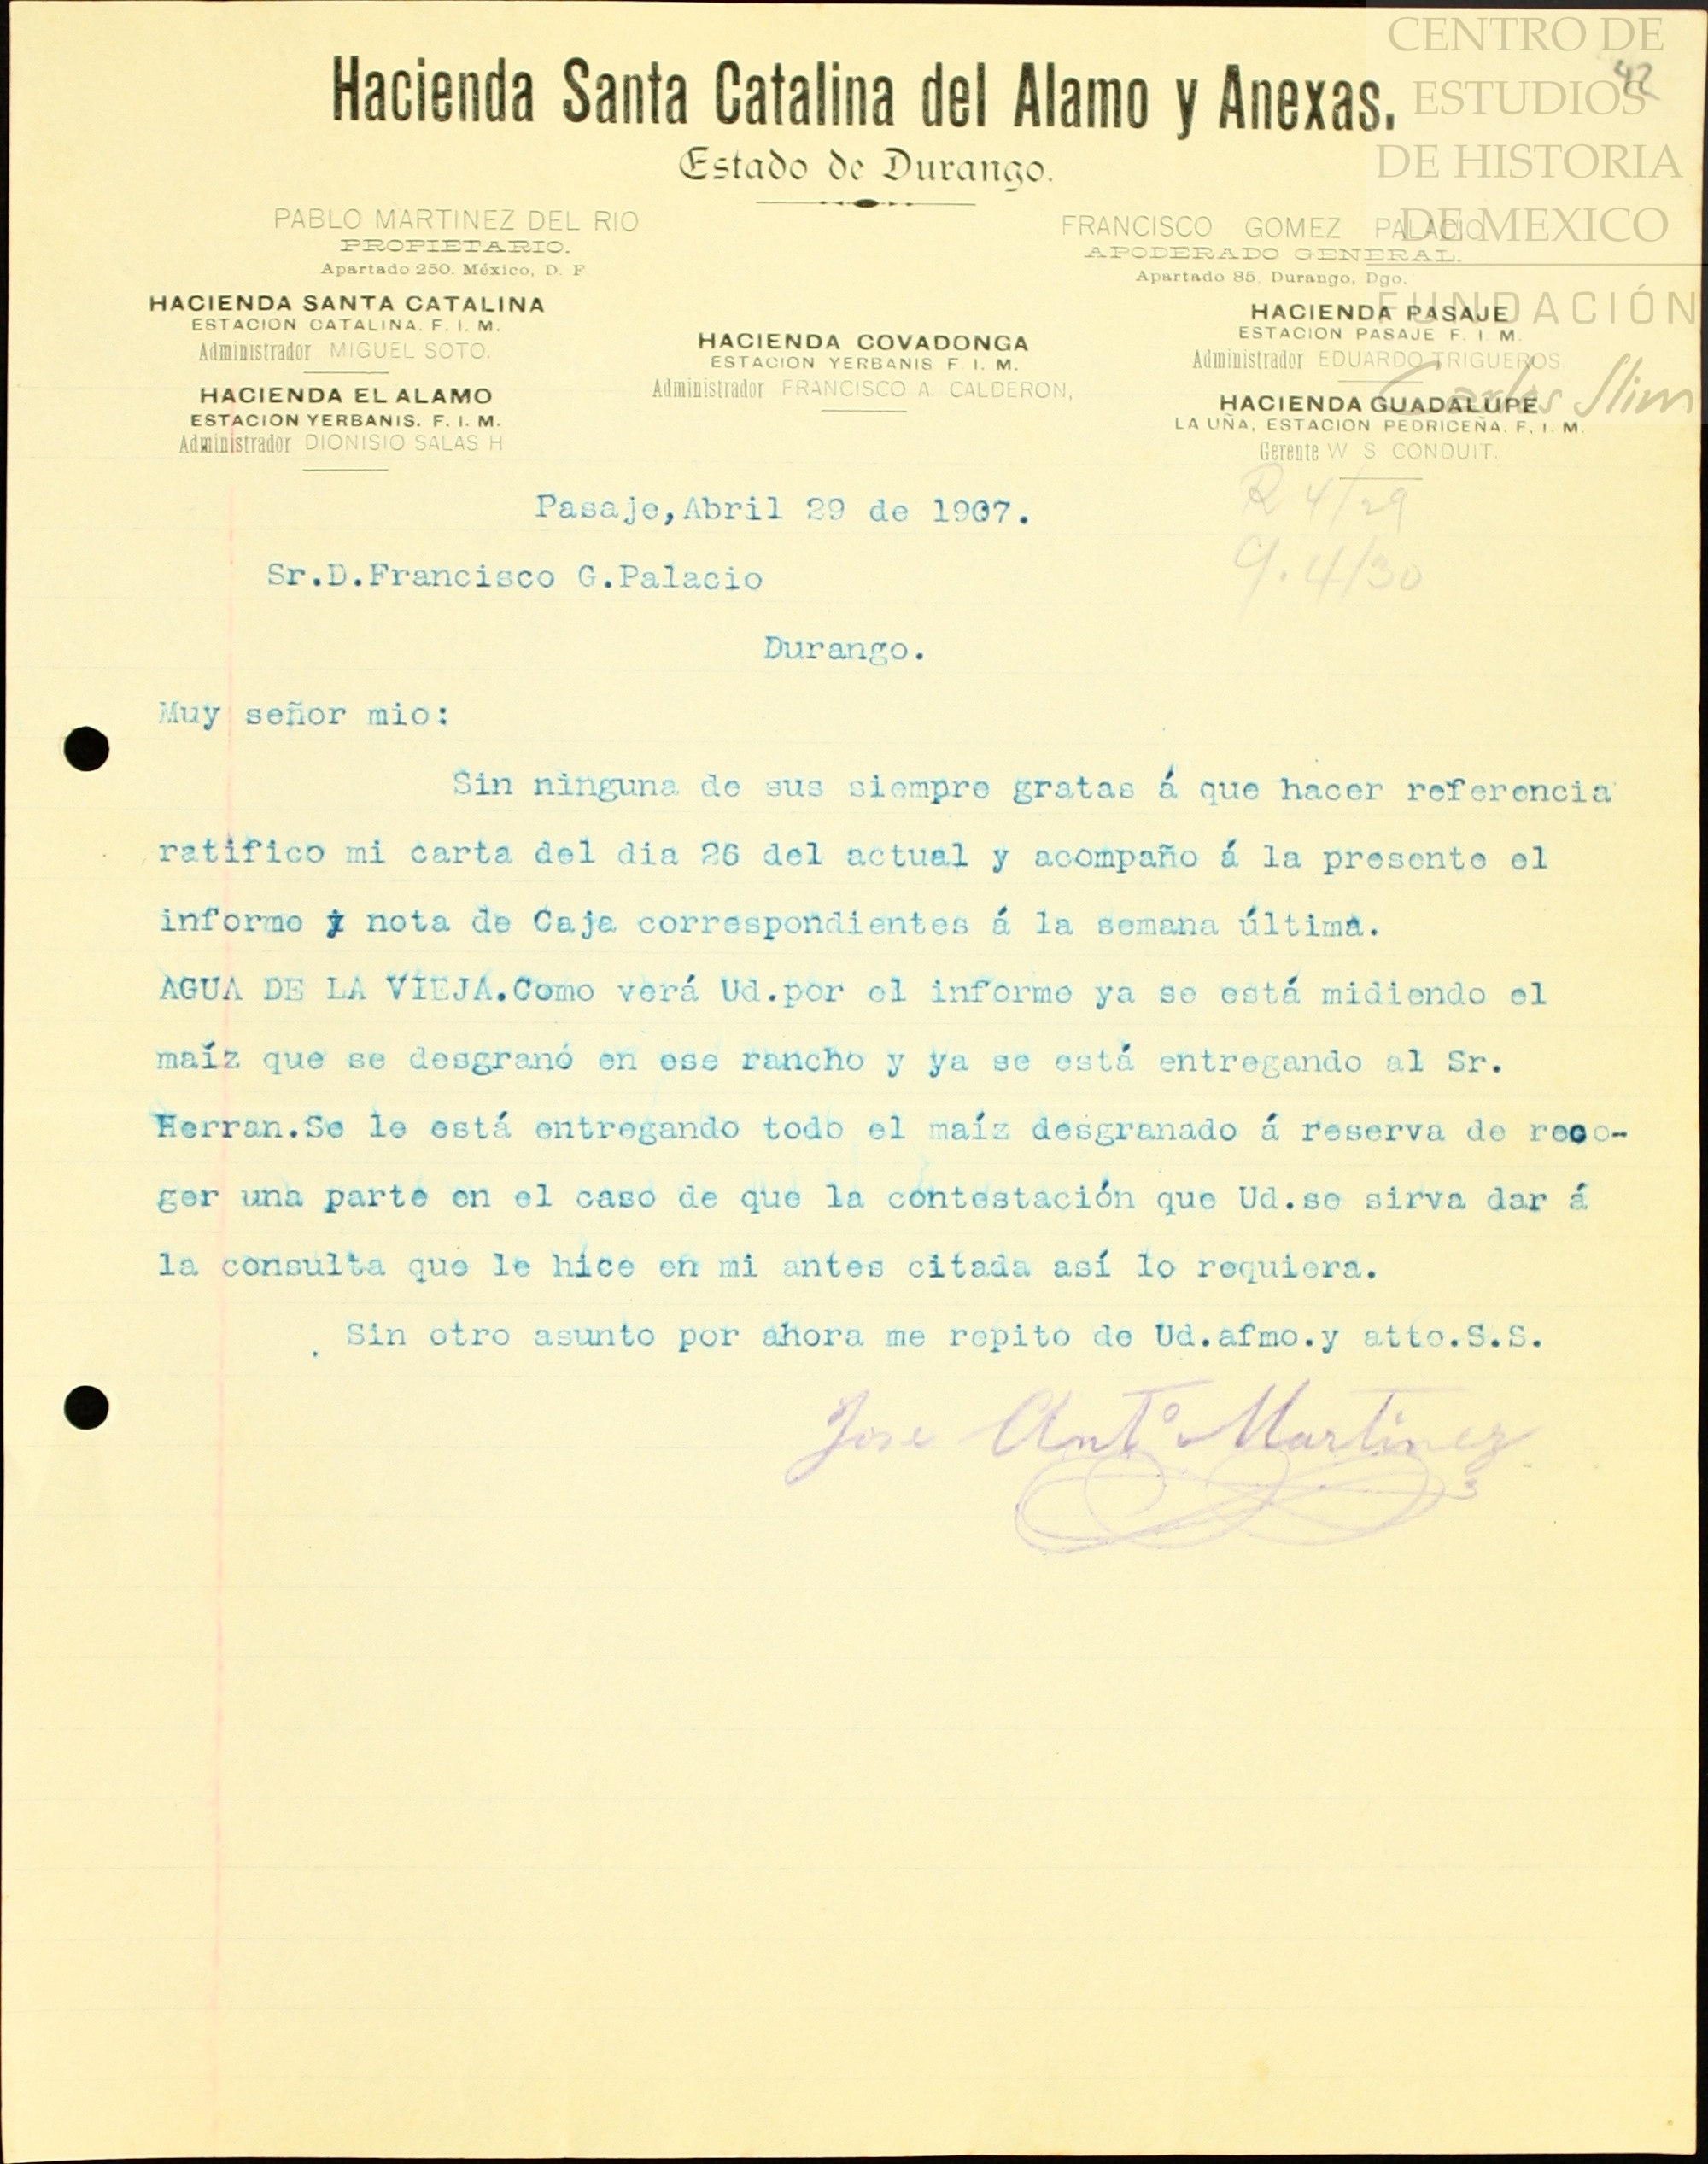 CENTRO DE
ESTUDIOS
DE HISTORIA
DE MEXICO
FUNDACIÓN
Carlos Slim
42
Hacienda Santa Catalina del Alamo y Anexas.
Estado de Durango.
PABLO MARTINEZ DEL RIO
PROPIETARIO.
Apartado 250. México, D. F
FRANCISCO GOMEZ PALACIO
APODERADO GENERAL.
Apartado 85, Durango, Dgo.
HACIENDA SANTA CATALINA
ESTACION CATALINA. F. I. M.
Administrador MIGUEL SOTO.
HACIENDA EL ALAMO
ESTACION YERBANIS. F. I. M.
Administrador DIONISIO SALAS H
HACIENDA COVADONGA
ESTACION YERBANIS F. I. M.
Administrador FRANCISCO A. CALDERON,
HACIENDA PASAJE
ESTACION PASAJE F. I. M.
Administrador EDUARDO TRIGUEROS.
HACIENDA GUADALUPE
LA UÑA, ESTACION PEDRICEÑA. F. I. M.
Gerente W S CONDUIT.
R 4/29
C. 4/30
Pasaje,Abril 29 de 1907.
Sr.D.Francisco G.Palacio
Durango.
Muy señor mio:
Sin ninguna de sus siempre gratas á que hacer referencia
ratifico mi carta del dia 26 del actual y acompaño á la presente el
informe y nota de Caja correspondientes á la semana última.
AGUA DE LA VIEJA.Como verá Ud.por el informe ya se está midiendo el
maíz que se desgranó en ese rancho y ya se está entregando al Sr.
Herran.Se le está entregando todo el maíz desgranado á reserva de reco-
ger una parte en el caso de que la contestación que Ud.se sirva dar á
la consulta que le hice en mi antes citada así lo requiera.
Sin otro asunto por ahora me repito de Ud.afmo.y atto.S.S.
Jose Ant.º Martinez